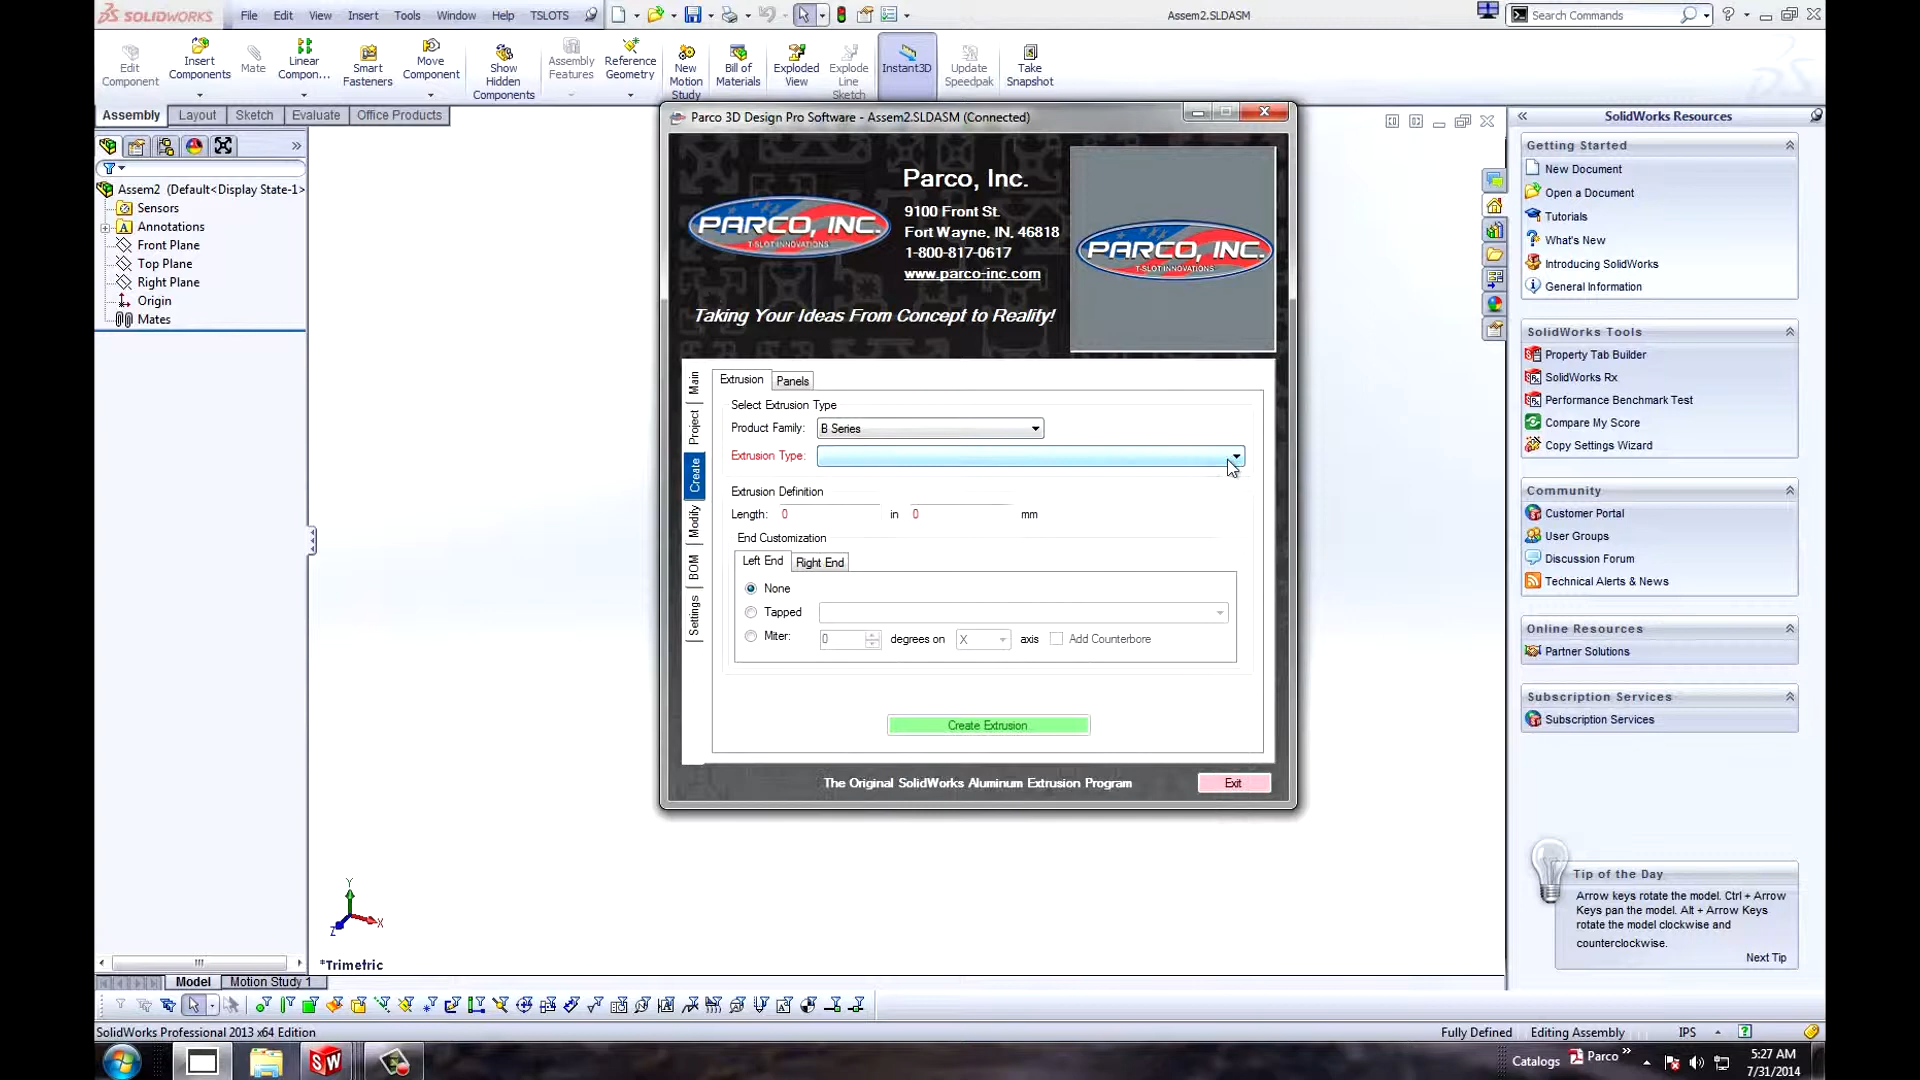 SOLIDWORKS File Edit View Insert Tools Window Help TSLOTS
Assem2.SLDASM
Search Commands
Edit Component
Insert Components
Mate
Linear Compon...
Smart Fasteners
Move Component
Show Hidden Components
Assembly Features
Reference Geometry
New Motion Study
Bill of Materials
Exploded View
Explode Line Sketch
Instant3D
Update Speedpak
Take Snapshot
Assembly Layout Sketch Evaluate Office Products
Assem2 (Default<Display State-1>
Sensors
Annotations
Front Plane
Top Plane
Right Plane
Origin
Mates
Parco 3D Design Pro Software - Assem2.SLDASM (Connected)
PARCO, INC.
T-SLOT INNOVATIONS
Parco, Inc.
9100 Front St.
Fort Wayne, IN, 46818
1-800-817-0617
www.parco-inc.com
Taking Your Ideas From Concept to Reality!
PARCO, INC.
T-SLOT INNOVATIONS
Main
Project
Create
Modify
BOM
Settings
Extrusion Panels
Select Extrusion Type
Product Family: B Series
Extrusion Type:
Extrusion Definition
Length: 0 in 0 mm
End Customization
Left End Right End
None
Tapped
Miter: 0 degrees on X axis Add Counterbore
Create Extrusion
The Original SolidWorks Aluminum Extrusion Program
Exit
SolidWorks Resources
Getting Started
New Document
Open a Document
Tutorials
What's New
Introducing SolidWorks
General Information
SolidWorks Tools
Property Tab Builder
SolidWorks Rx
Performance Benchmark Test
Compare My Score
Copy Settings Wizard
Community
Customer Portal
User Groups
Discussion Forum
Technical Alerts & News
Online Resources
Partner Solutions
Subscription Services
Subscription Services
Tip of the Day
Arrow keys rotate the model. Ctrl + Arrow
Keys pan the model. Alt + Arrow Keys
rotate the model clockwise and
counterclockwise.
Next Tip
Y
X
Z
*Trimetric
Model Motion Study 1
SolidWorks Professional 2013 x64 Edition
Fully Defined Editing Assembly IPS
Catalogs Parco
5:27 AM
7/31/2014